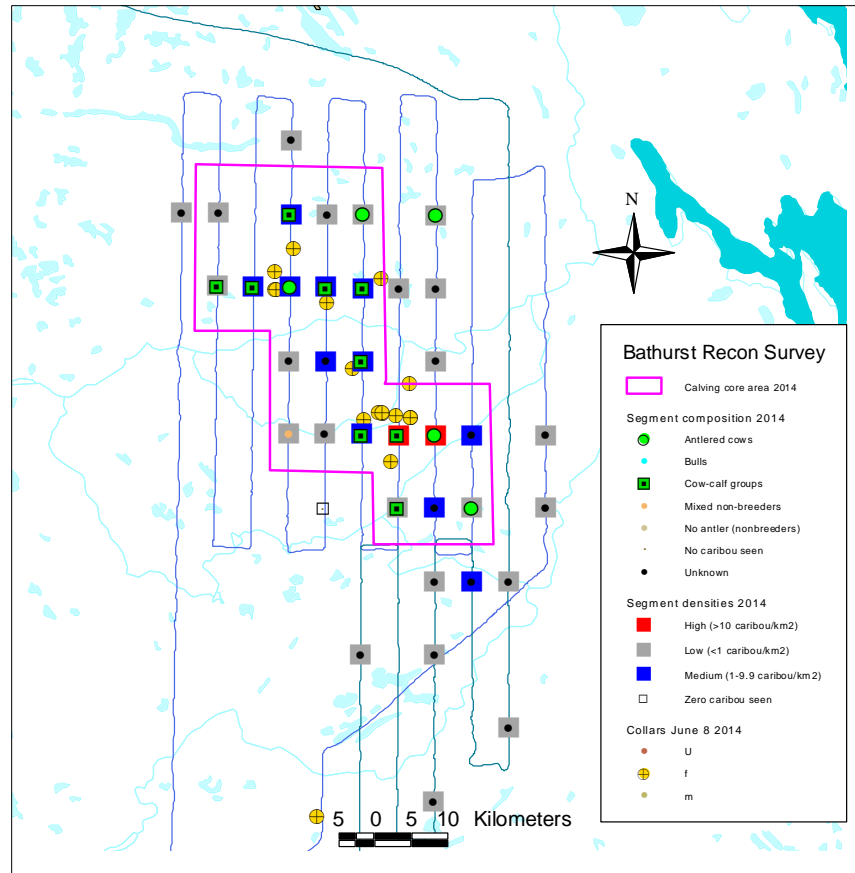 N
Bathurst Recon Survey
Calving core area 2014
Segment composition 2014
Antlered cows
Bulls
Cow-calf groups
Mixed non-breeders
No antler (nonbreeders)
No caribou seen
Unknown
Segment densities 2014
High (>10 caribou/km2)
Low (<1 caribou/km2)
Medium (1-9.9 caribou/km2)
Zero caribou seen
Collars June 8 2014
U
f
m
5 0 5 10 Kilometers